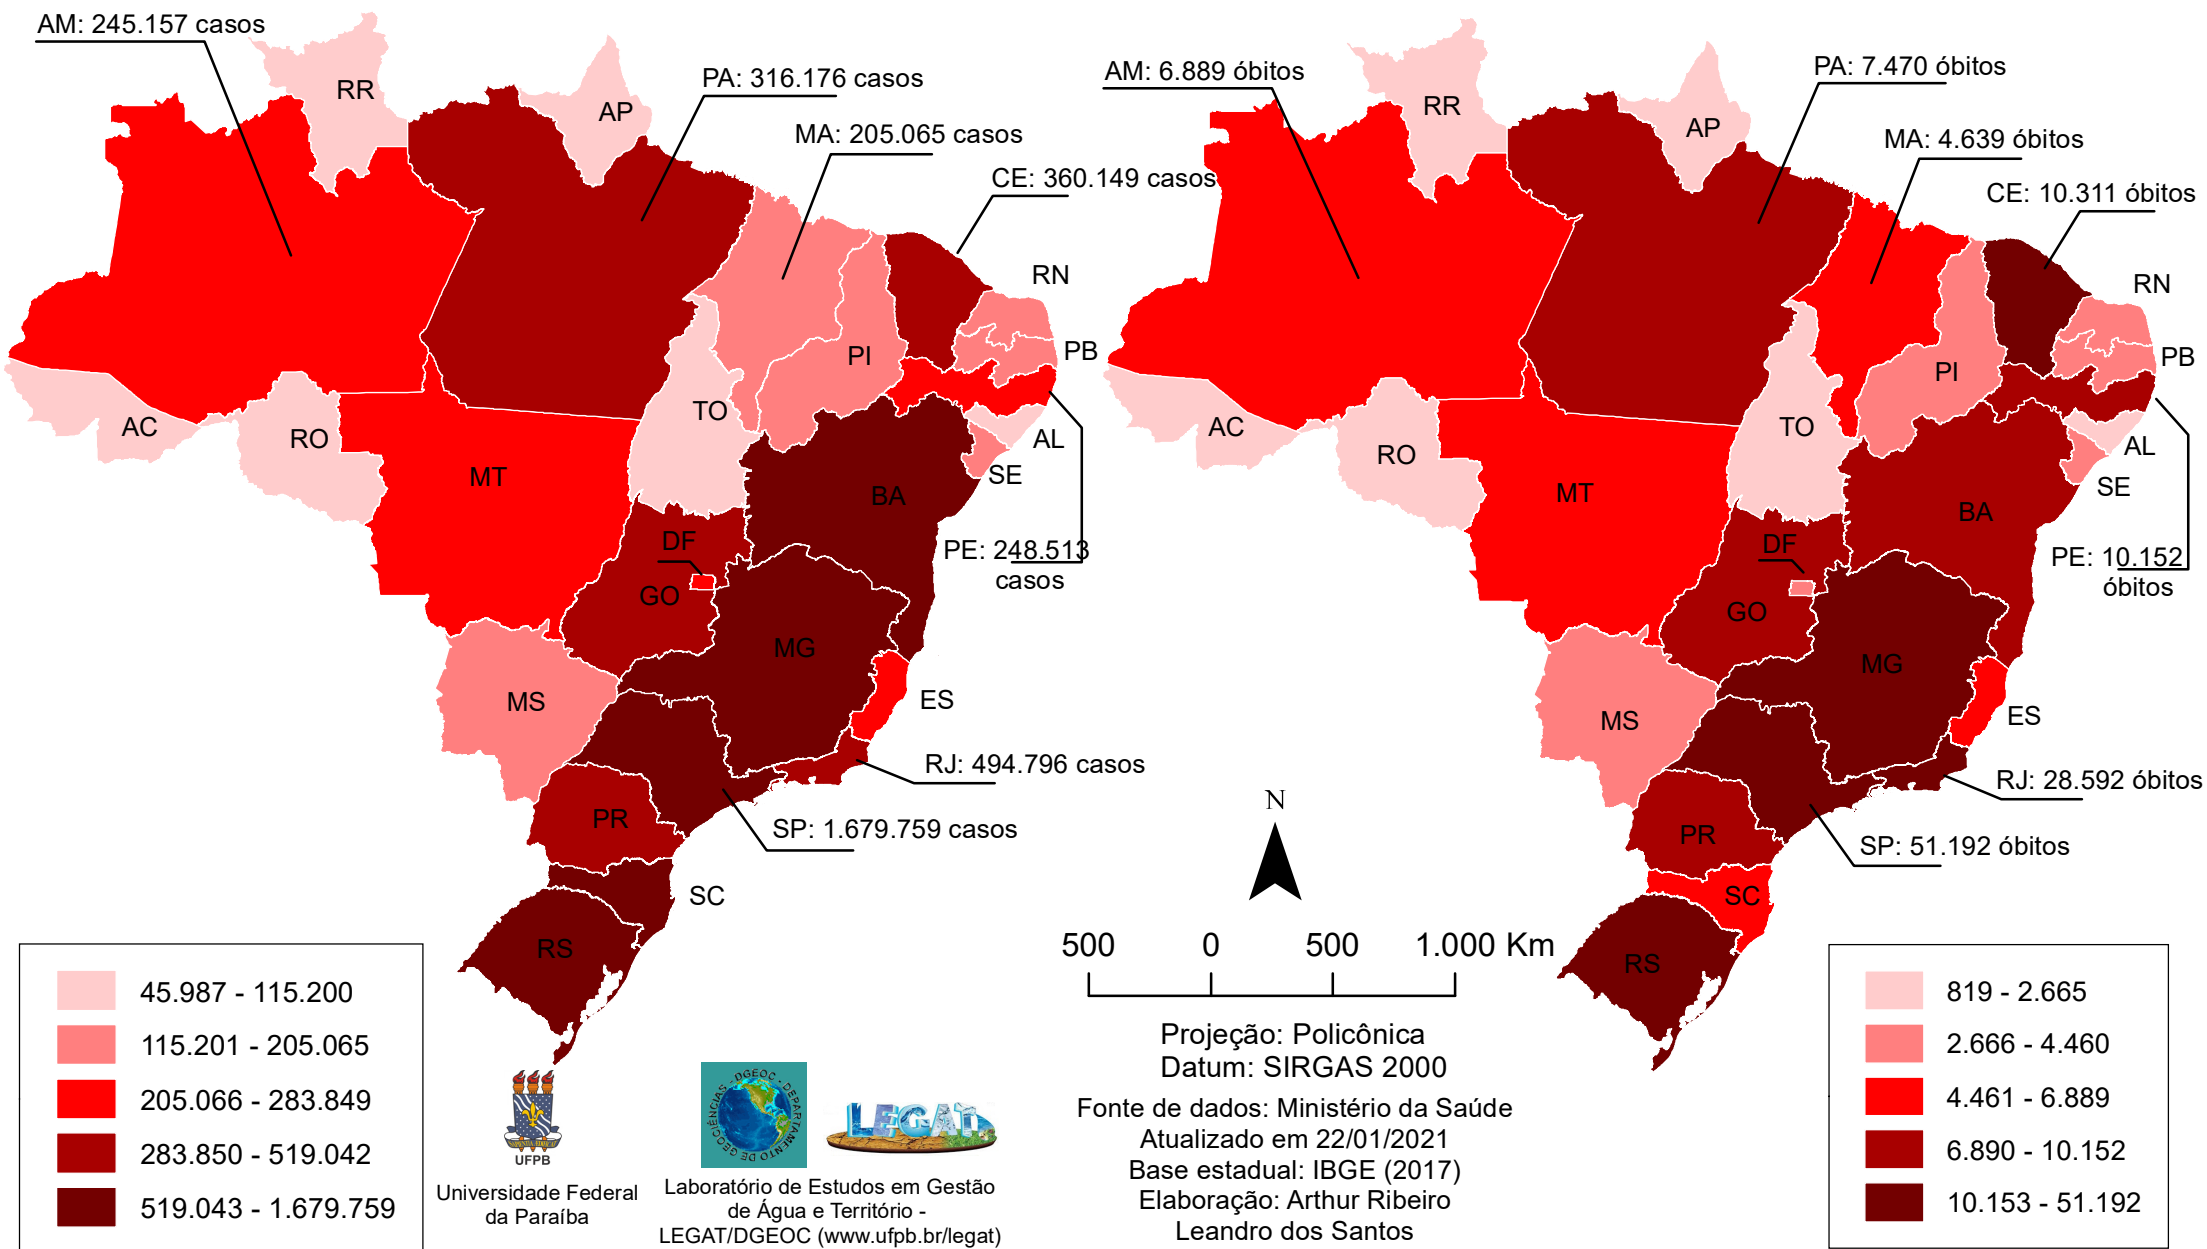 AM: 245.157 casos
RR
AP
PA: 316.176 casos
MA: 205.065 casos
CE: 360.149 casos
RN
PB
PI
TO
AC
RO
MT
AL
SE
BA
DF
PE: 248.513
casos
GO
MG
MS
ES
RJ: 494.796 casos
PR
SP: 1.679.759 casos
SC
RS
AM: 6.889 óbitos
RR
AP
PA: 7.470 óbitos
MA: 4.639 óbitos
CE: 10.311 óbitos
RN
PB
PI
TO
AC
RO
MT
AL
SE
BA
DF
PE: 10.152
óbitos
GO
MG
MS
ES
RJ: 28.592 óbitos
PR
SP: 51.192 óbitos
SC
RS
45.987 - 115.200
115.201 - 205.065
205.066 - 283.849
283.850 - 519.042
519.043 - 1.679.759
UFPB
Universidade Federal
da Paraíba
DGEOC - DEPARTAMENTO DE GEOCIÊNCIAS -
LEGAT
Laboratório de Estudos em Gestão
de Água e Território -
LEGAT/DGEOC (www.ufpb.br/legat)
N
500 0 500 1.000 Km
Projeção: Policônica
Datum: SIRGAS 2000
Fonte de dados: Ministério da Saúde
Atualizado em 22/01/2021
Base estadual: IBGE (2017)
Elaboração: Arthur Ribeiro
Leandro dos Santos
819 - 2.665
2.666 - 4.460
4.461 - 6.889
6.890 - 10.152
10.153 - 51.192